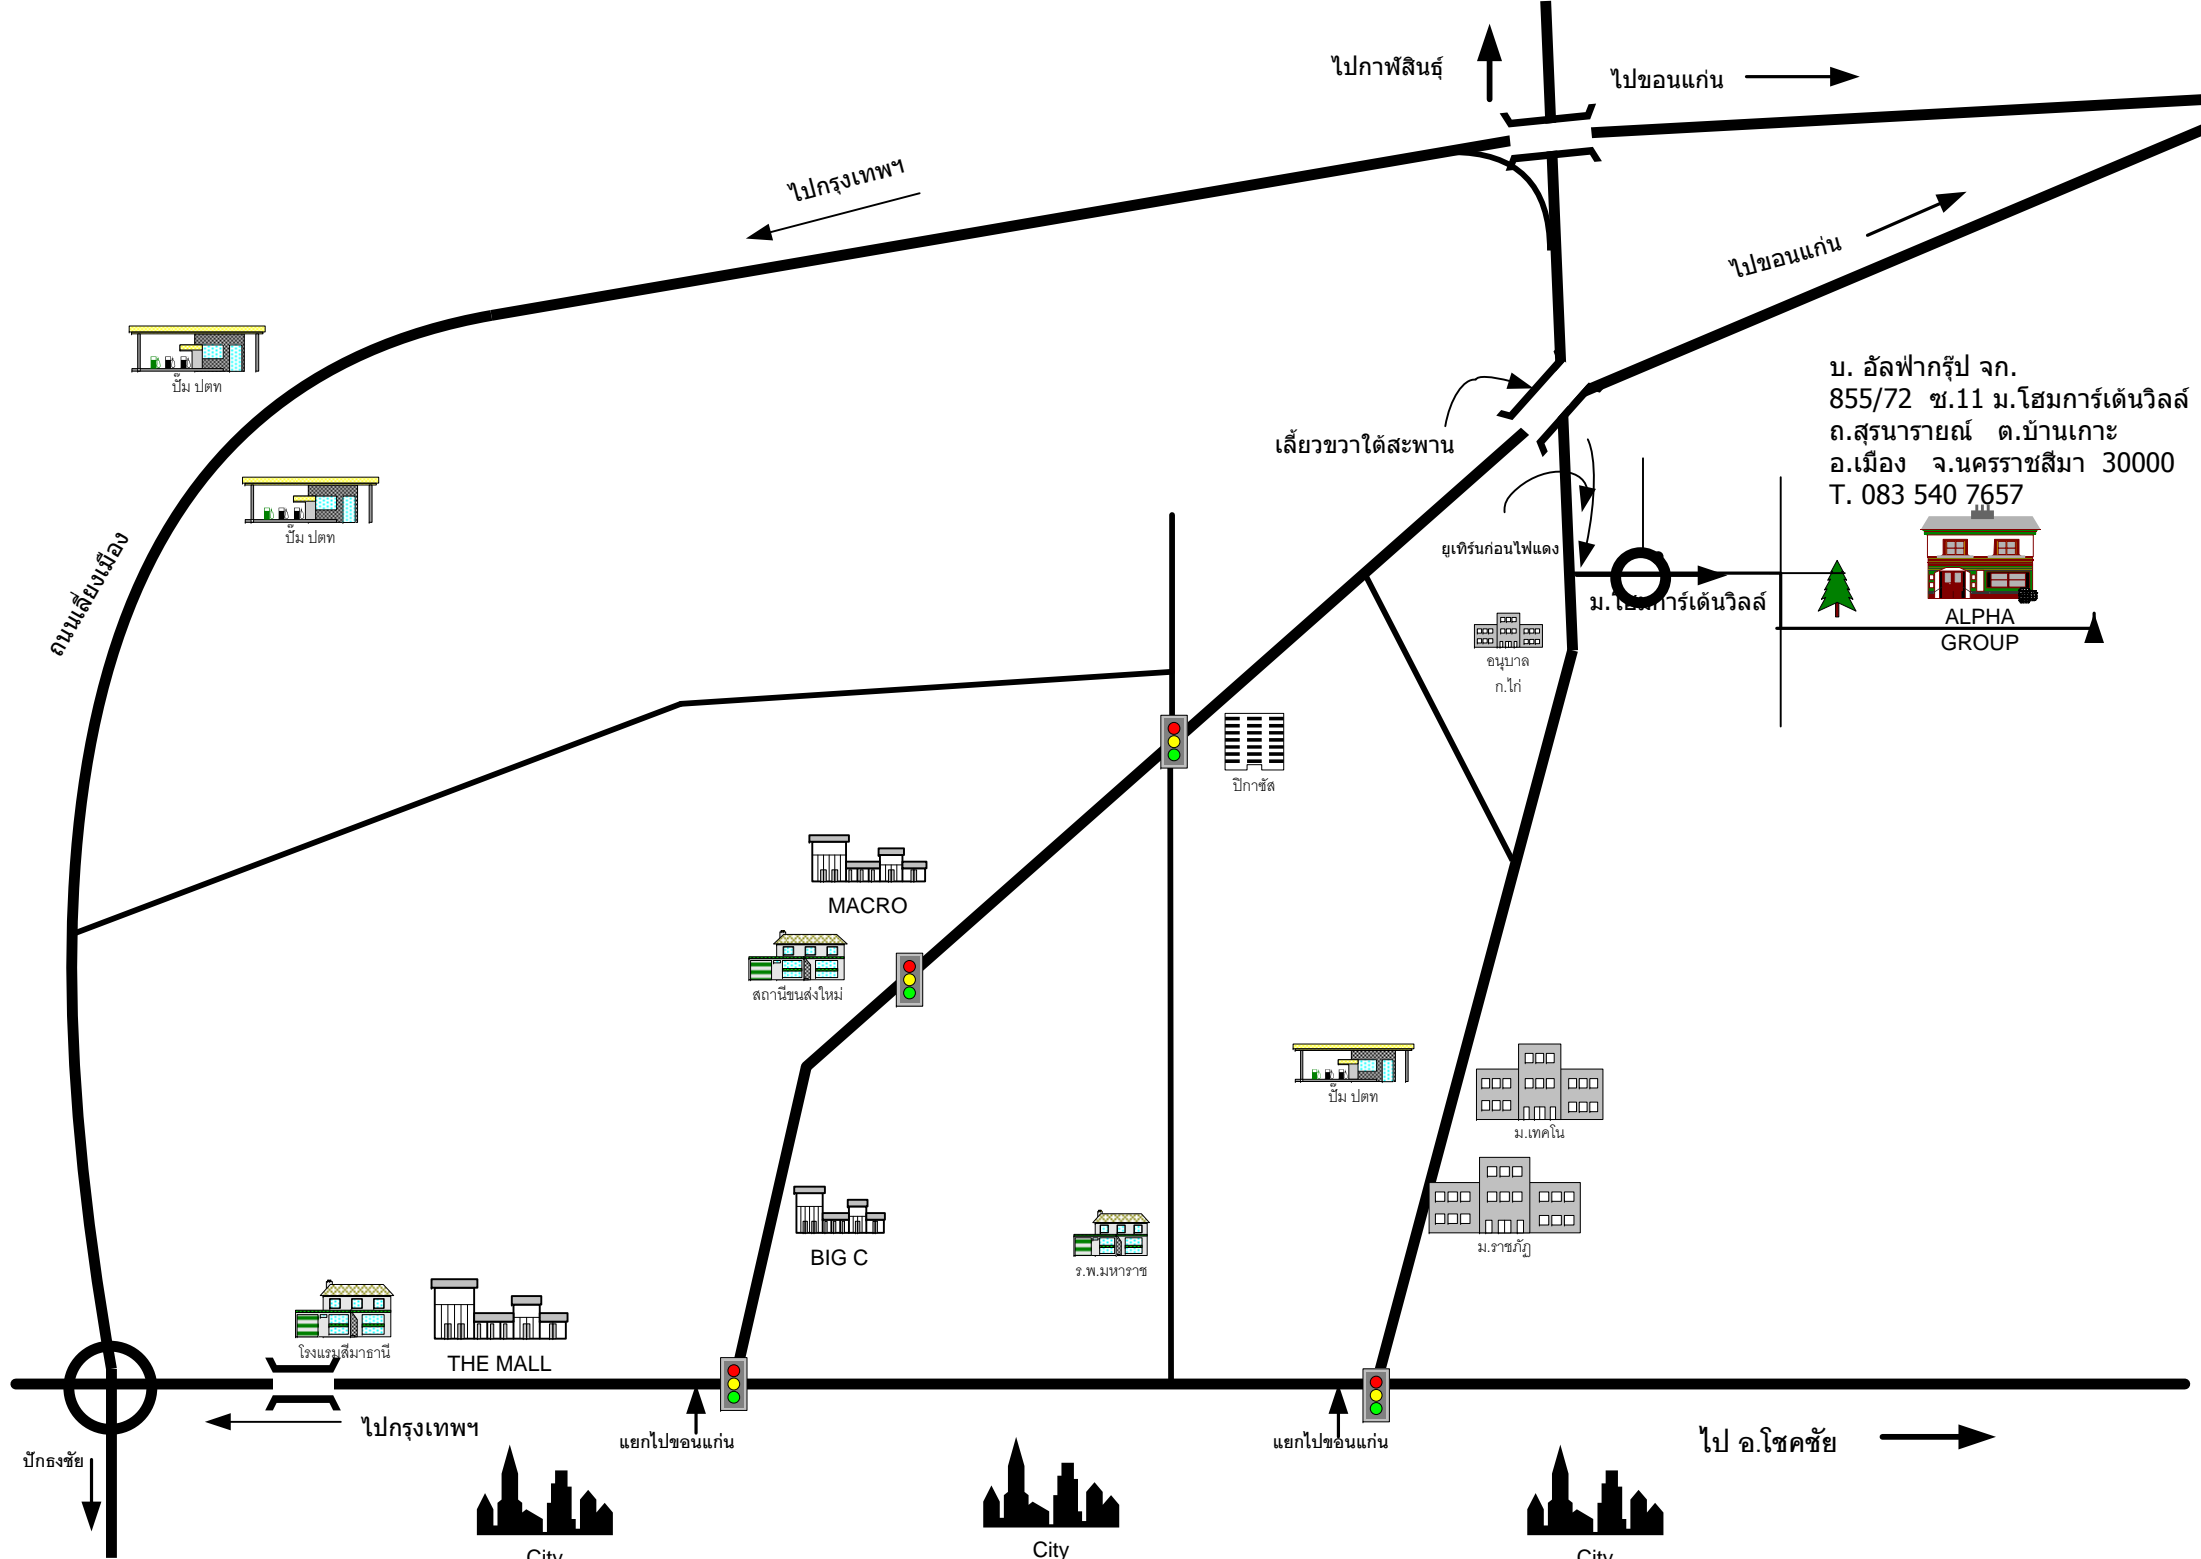 ไปกาฬสินธุ์
ไปขอนแก่น
ไปกรุงเทพฯ
ไปขอนแก่น
ปั๊ม ปตท
บ. อัลฟ่ากรุ๊ป จก.
855/72 ซ.11 ม.โฮมการ์เด้นวิลล์
ถ.สุรนารายณ์ ต.บ้านเกาะ
อ.เมือง จ.นครราชสีมา 30000
T. 083 540 7657
เลี้ยวขวาใต้สะพาน
ปั๊ม ปตท
ยูเทิร์นก่อนไฟแดง
ถนนเลี่ยงเมือง
ม.โฮมการ์เด้นวิลล์
ALPHA
GROUP
อนุบาล
ก.ไก่
ปิกาซัส
MACRO
สถานีขนส่งใหม่
ปั๊ม ปตท
ม.เทคโน
ม.ราชภัฏ
BIG C
ร.พ.มหาราช
โรงแรมสีมาธานี
THE MALL
ไปกรุงเทพฯ
แยกไปขอนแก่น
แยกไปขอนแก่น
ไป อ.โชคชัย
ปักธงชัย
City
City
City